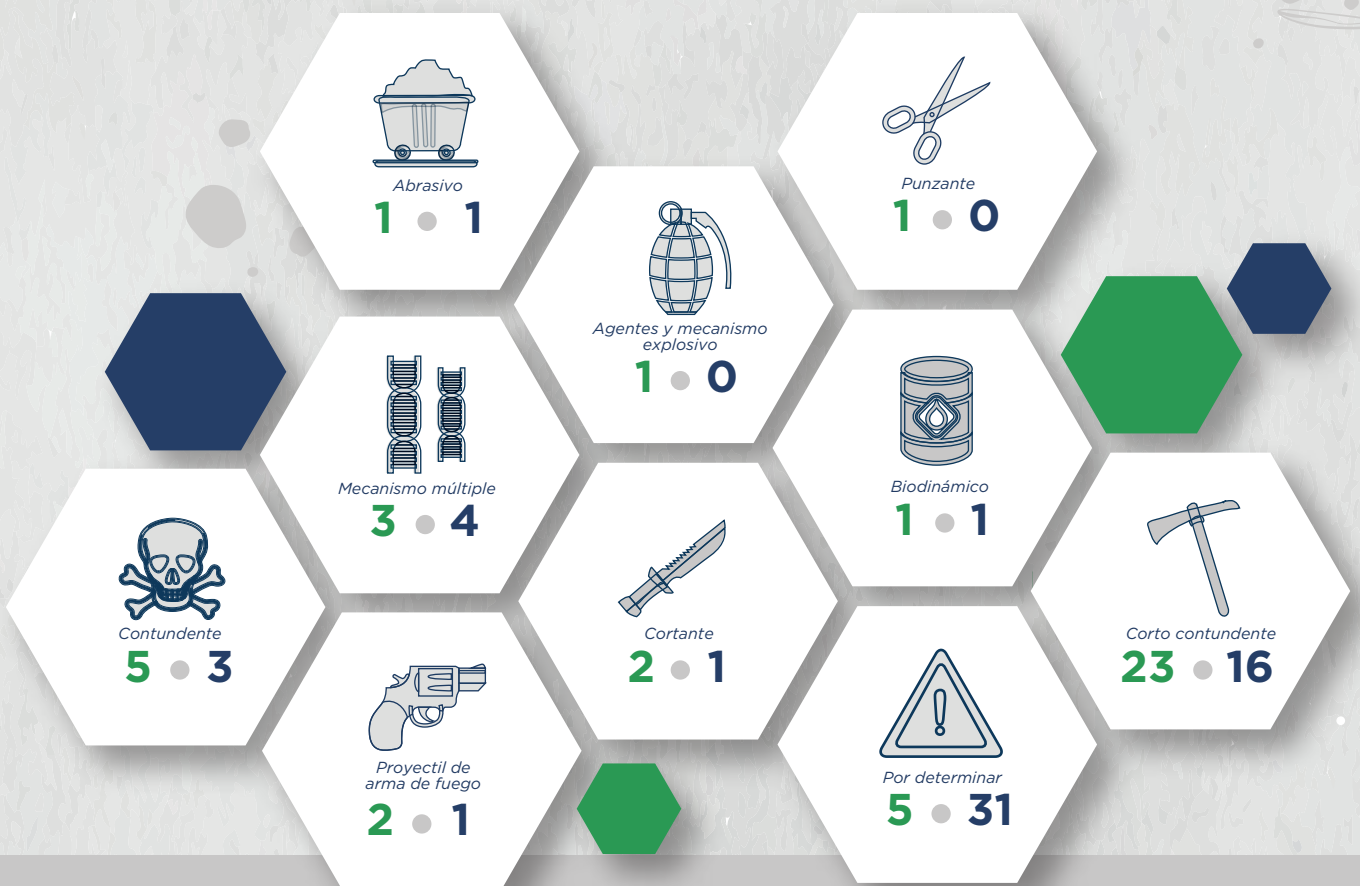 Abrasivo
1 1
Punzante
1 0
Agentes y mecanismo
explosivo
1 0
Mecanismo múltiple
3 4
Biodinámico
1 1
Contundente
5 3
Cortante
2 1
Corto contundente
23 16
Proyectil de
arma de fuego
2 1
Por determinar
5 31